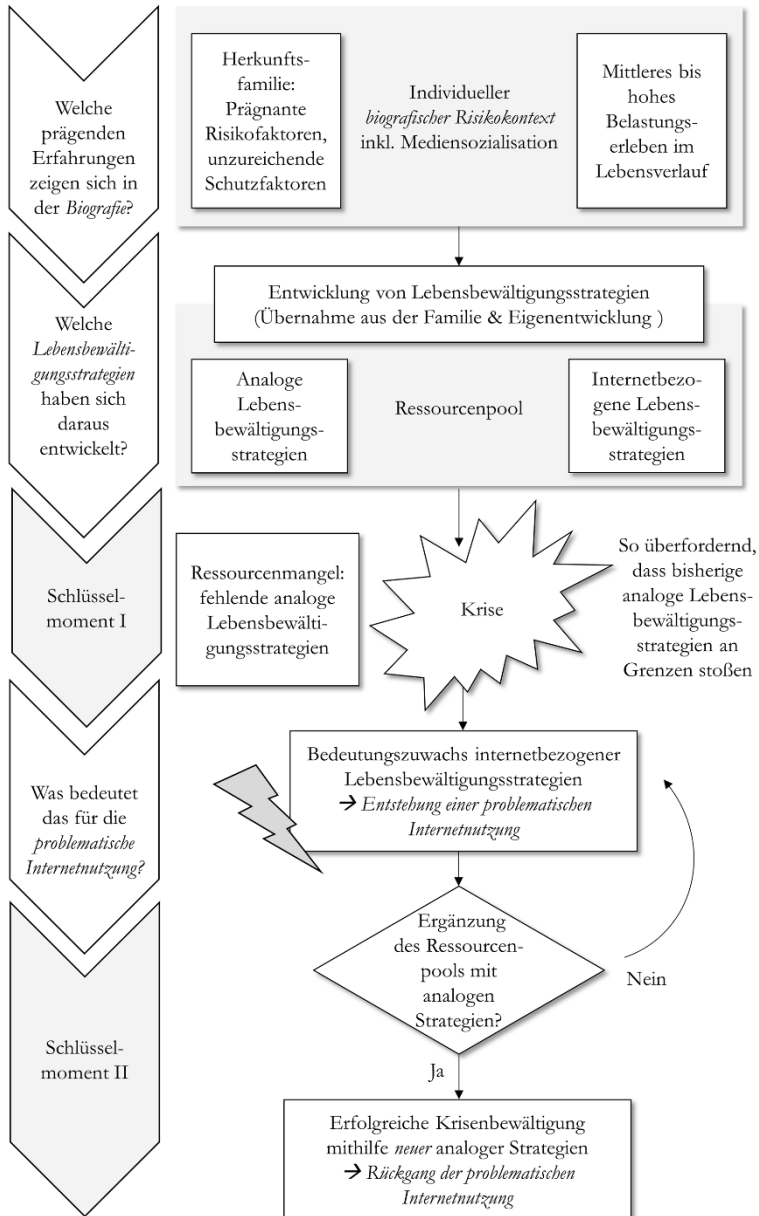 Welche
prägenden
Erfahrungen
zeigen sich in
der Biografie?
Herkunfts-
familie:
Prägnante
Risikofaktoren,
unzureichende
Schutzfaktoren
Individueller
biografischer Risikokontext
inkl. Mediensozialisation
Mittleres bis
hohes
Belastungs-
erleben im
Lebensverlauf
Welche
Lebensbewälti-
gungsstrategien
haben sich
daraus
entwickelt?
Entwicklung von Lebensbewältigungsstrategien
(Übernahme aus der Familie & Eigenentwicklung )
Analoge
Lebens-
bewältigungs-
strategien
Ressourcenpool
Internetbezo-
gene Lebens-
bewältigungs-
strategien
Schlüssel-
moment I
Ressourcenmangel:
fehlende analoge
Lebensbewälti-
gungsstrategien
Krise
So überfordernd,
dass bisherige
analoge Lebens-
bewältigungs-
strategien an
Grenzen stoßen
Was bedeutet
das für die
problematische
Internetnutzung?
Bedeutungszuwachs internetbezogener
Lebensbewältigungsstrategien
→ Entstehung einer problematischen
Internetnutzung
Schlüssel-
moment II
Ergänzung
des Ressourcen-
pools mit
analogen
Strategien?
Nein
Ja
Erfolgreiche Krisenbewältigung
mithilfe neuer analoger Strategien
→ Rückgang der problematischen
Internetnutzung